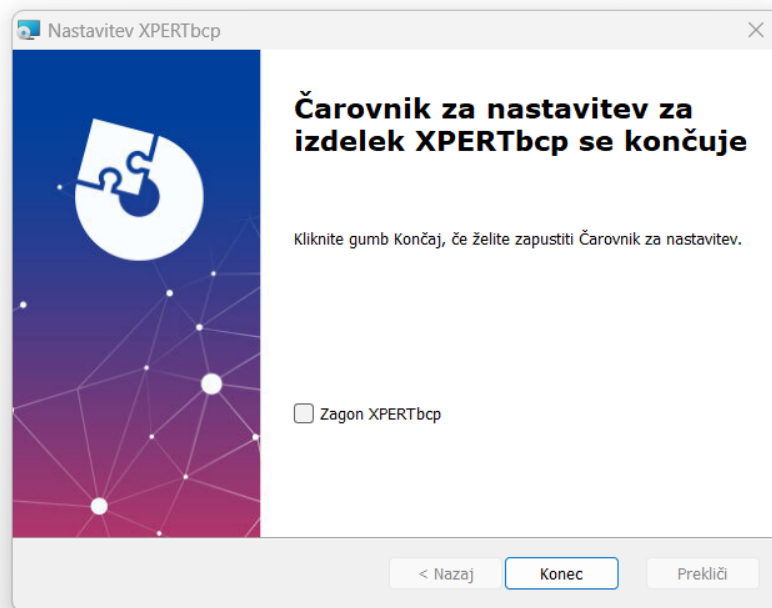 Nastavitev XPERTbcp
Čarovnik za nastavitev za
izdelek XPERTbcp se končuje
Kliknite gumb Končaj, če želite zapustiti Čarovnik za nastavitev.
Zagon XPERTbcp
< Nazaj
Konec
Prekliči